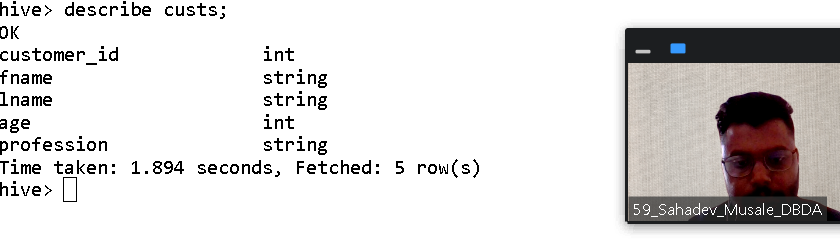 hive> describe custs;
OK
customer_id int
fname string
lname string
age int
profession string
Time taken: 1.894 seconds, Fetched: 5 row(s)
hive>
59_Sahadev_Musale_DBDA